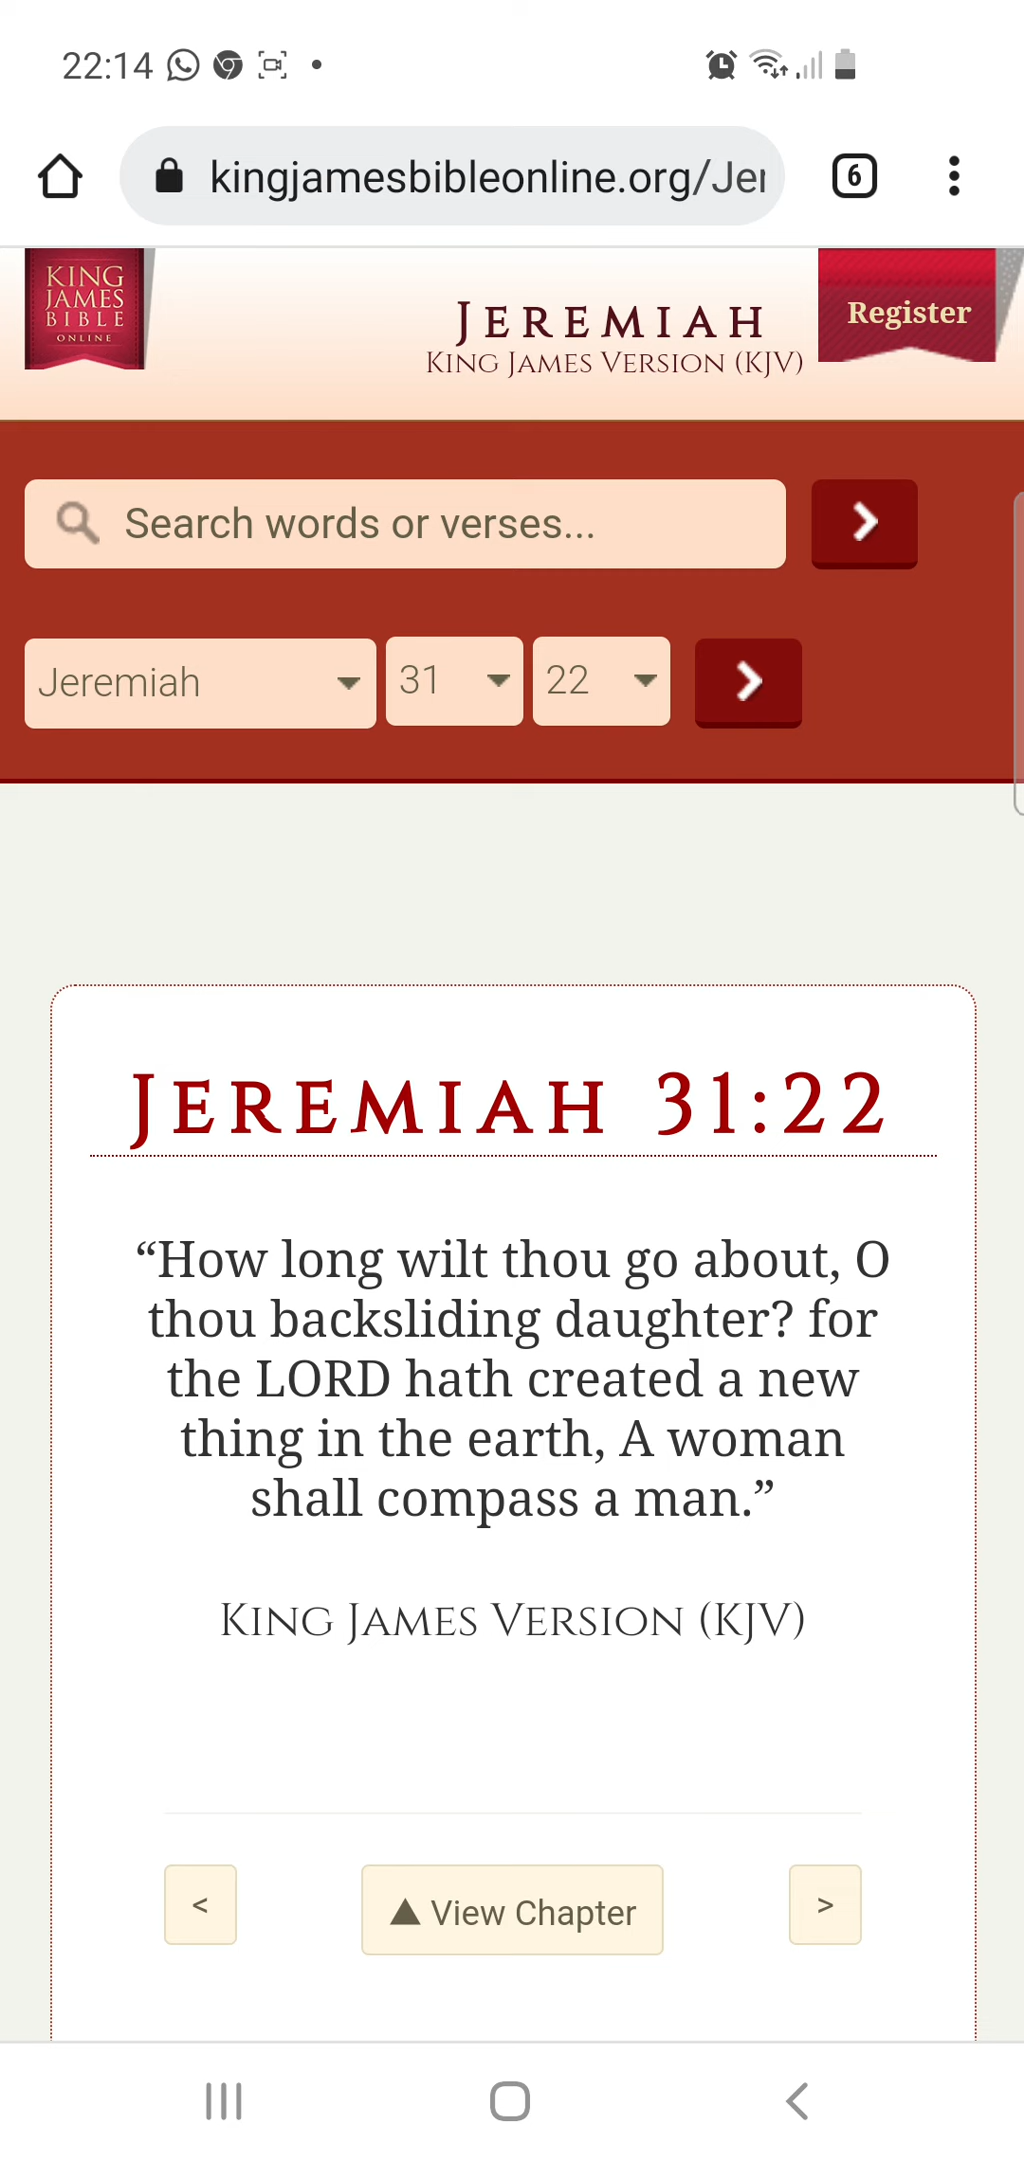 22:14
kingjamesbibleonline.org/Jer
6
KING
JAMES
BIBLE
ONLINE
JEREMIAH
KING JAMES VERSION (KJV)
Register
Search words or verses...
Jeremiah 31 22
JEREMIAH 31:22
“How long wilt thou go about, O
thou backsliding daughter? for
the LORD hath created a new
thing in the earth, A woman
shall compass a man.”
KING JAMES VERSION (KJV)
< ▲ View Chapter >